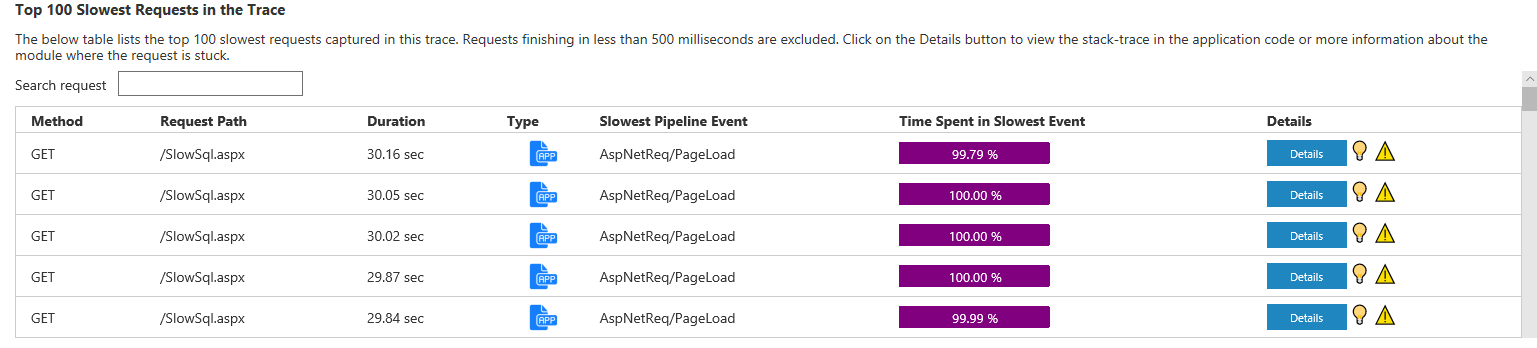 Top 100 Slowest Requests in the Trace
The below table lists the top 100 slowest requests captured in this trace. Requests finishing in less than 500 milliseconds are excluded. Click on the Details button to view the stack-trace in the application code or more information about the
module where the request is stuck.
Search request
Method Request Path Duration Type Slowest Pipeline Event Time Spent in Slowest Event Details
GET /SlowSql.aspx 30.16 sec APP AspNetReq/PageLoad 99.79 % Details
GET /SlowSql.aspx 30.05 sec APP AspNetReq/PageLoad 100.00 % Details
GET /SlowSql.aspx 30.02 sec APP AspNetReq/PageLoad 100.00 % Details
GET /SlowSql.aspx 29.87 sec APP AspNetReq/PageLoad 100.00 % Details
GET /SlowSql.aspx 29.84 sec APP AspNetReq/PageLoad 99.99 % Details